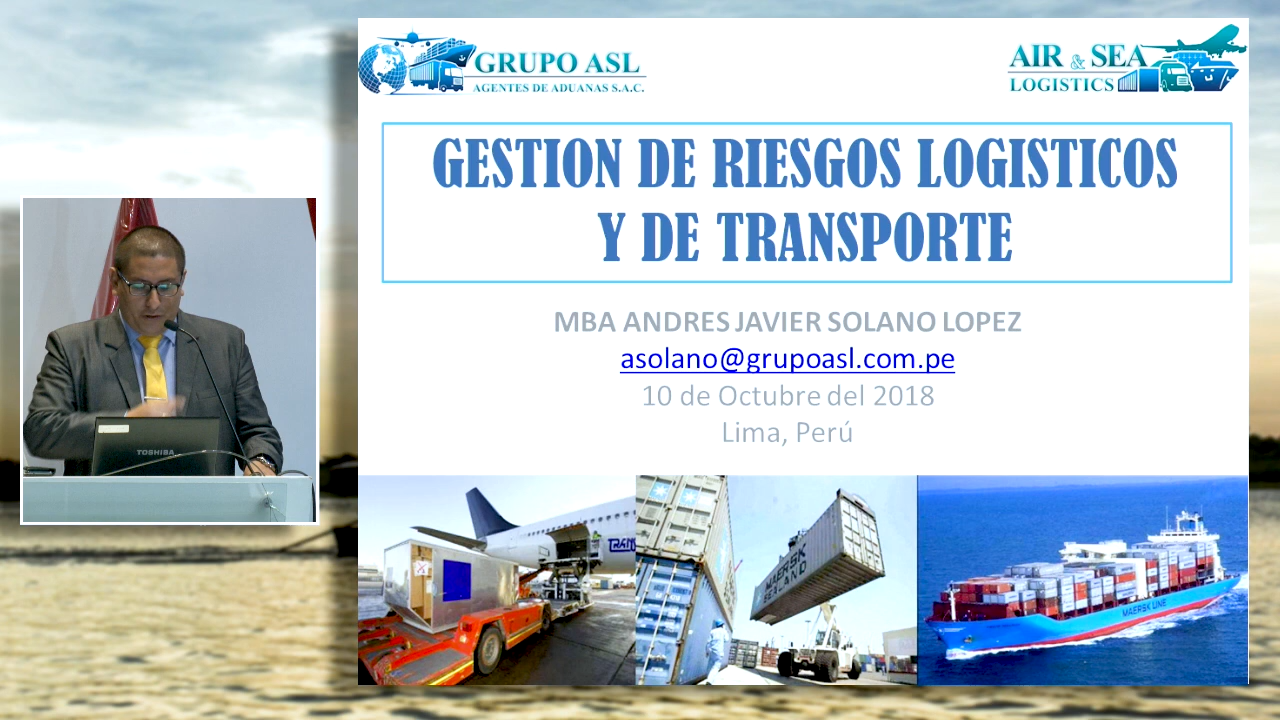 GRUPO ASL
AGENTES DE ADUANAS S.A.C.
AIR & SEA
LOGISTICS
GESTION DE RIESGOS LOGISTICOS
Y DE TRANSPORTE
MBA ANDRES JAVIER SOLANO LOPEZ
asolano@grupoasl.com.pe
10 de Octubre del 2018
Lima, Perú
TOSHIBA
TRANS
MAERSK
SEALAND
MAERSK LINE